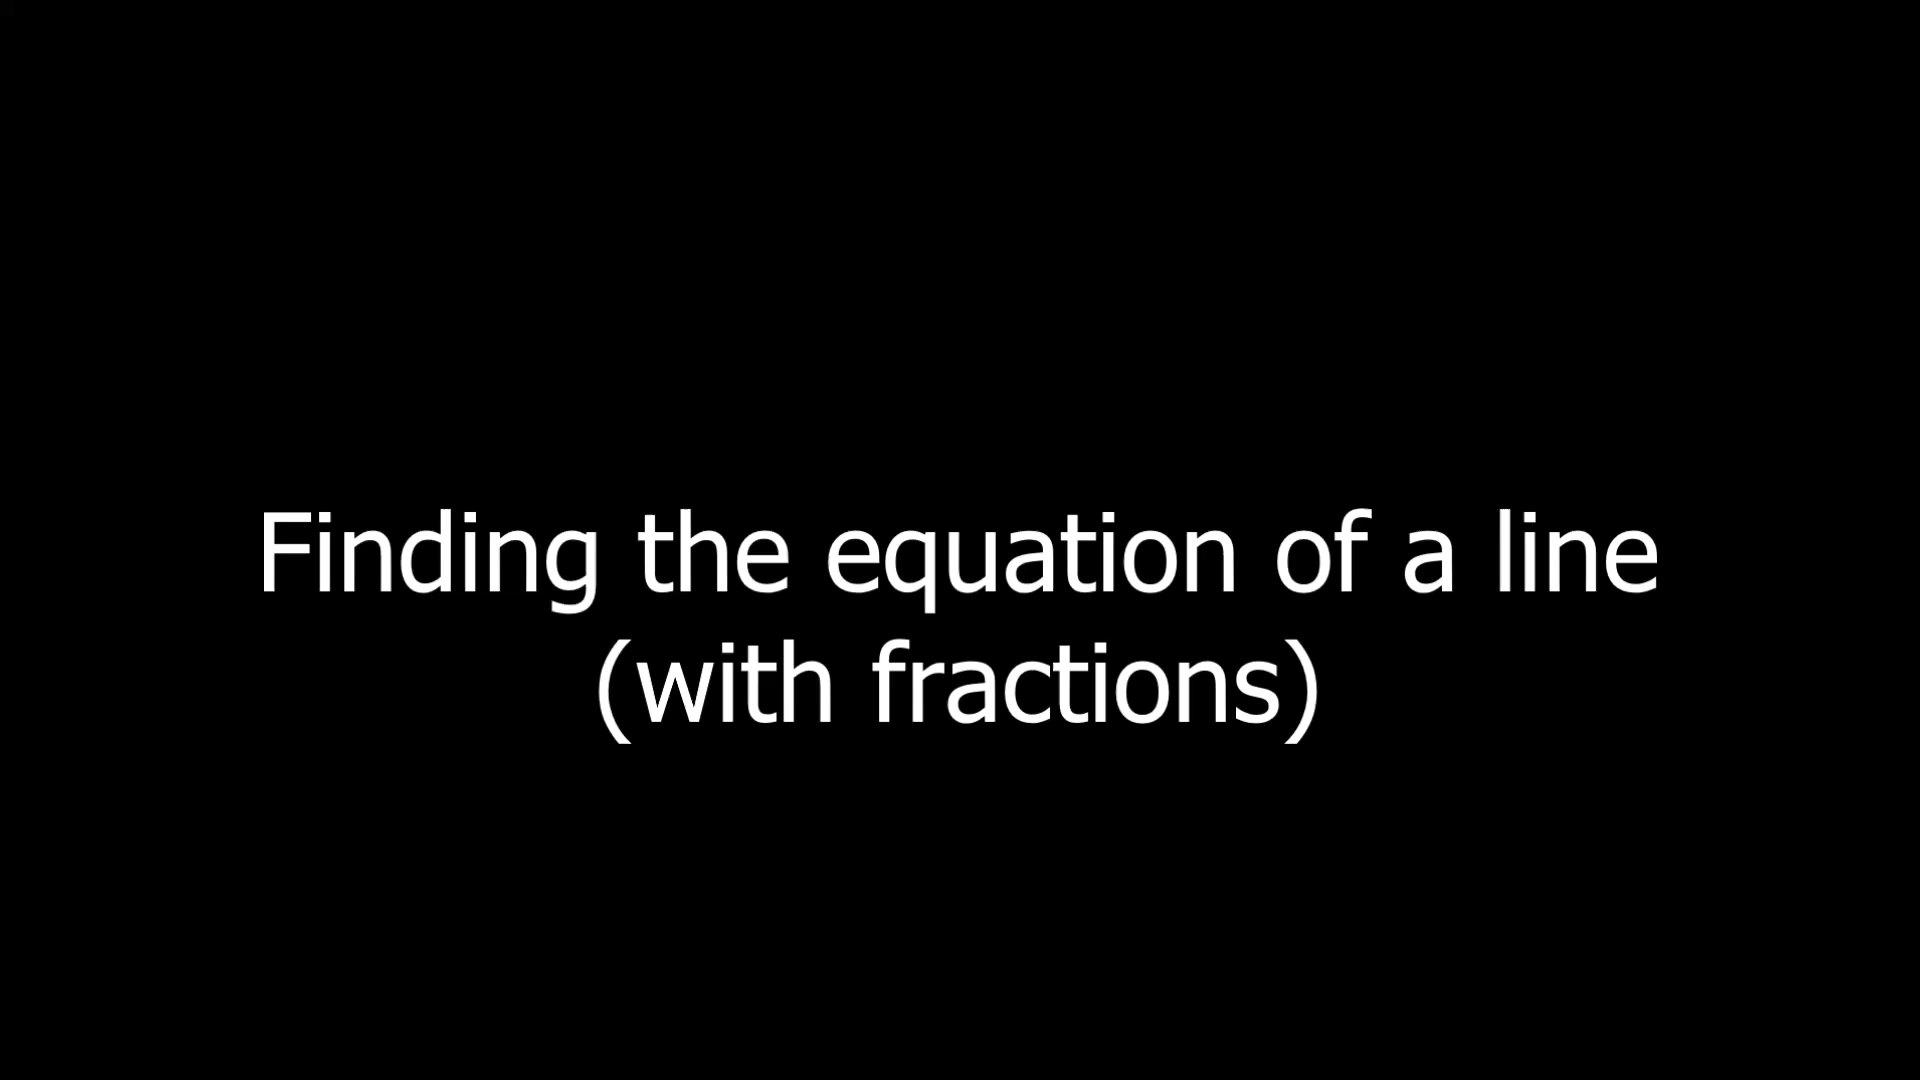 Finding the equation of a line
(with fractions)